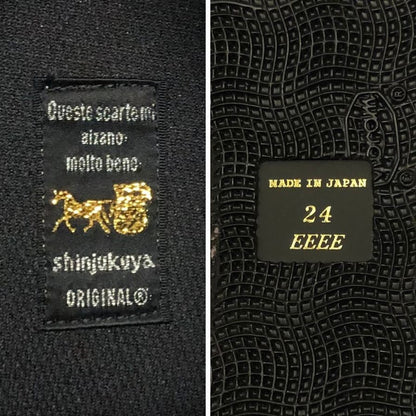 Queste scarte mi
aizano
molto bene.
shinjukuya
ORIGINAL®
MADE IN JAPAN
24
EEEE